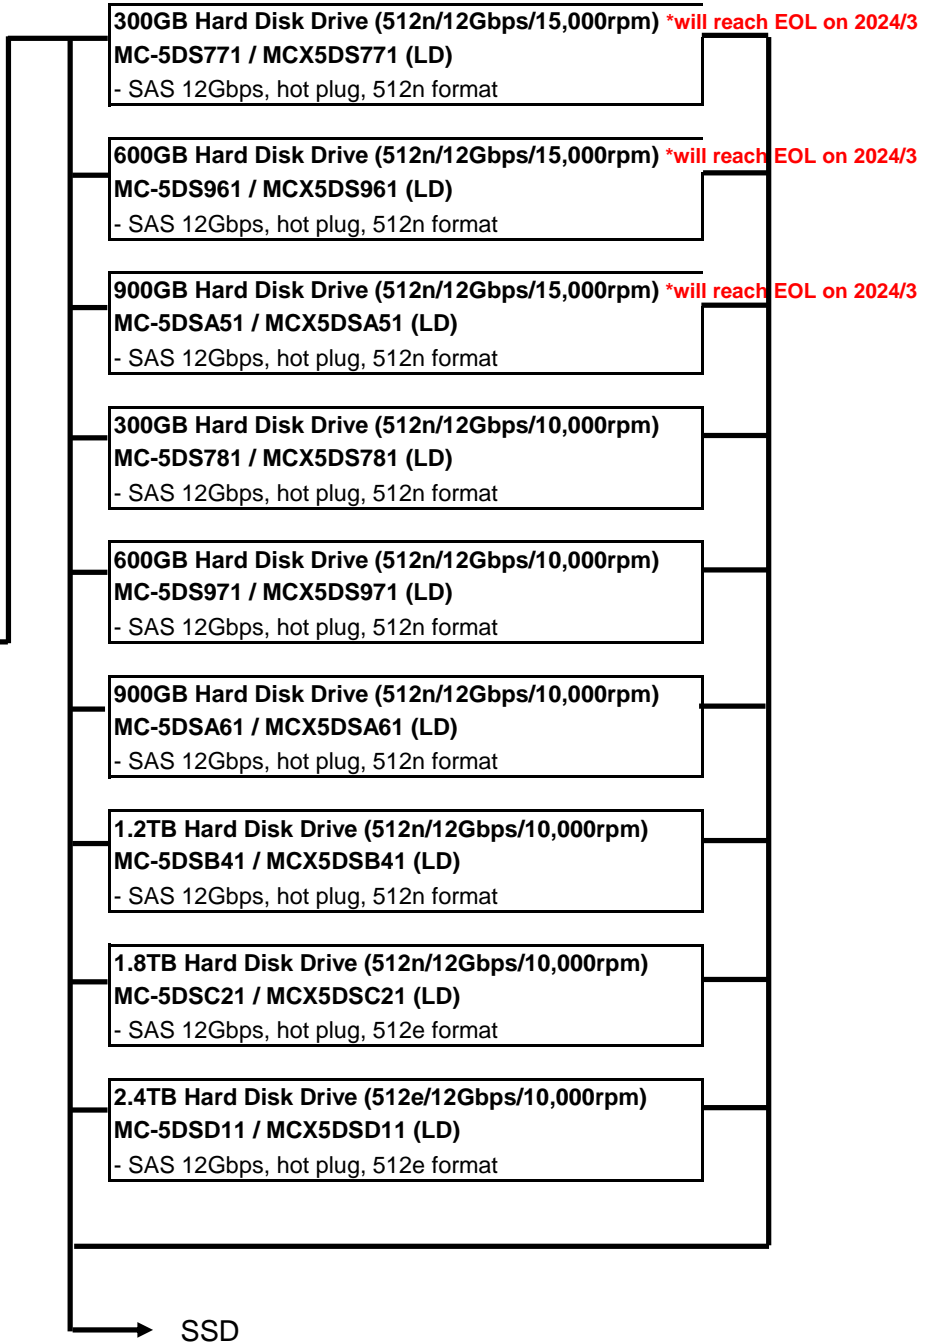 300GB Hard Disk Drive (512n/12Gbps/15,000rpm) *will reach EOL on 2024/3
MC-5DS771 / MCX5DS771 (LD)
- SAS 12Gbps, hot plug, 512n format
600GB Hard Disk Drive (512n/12Gbps/15,000rpm) *will reach EOL on 2024/3
MC-5DS961 / MCX5DS961 (LD)
- SAS 12Gbps, hot plug, 512n format
900GB Hard Disk Drive (512n/12Gbps/15,000rpm) *will reach EOL on 2024/3
MC-5DSA51 / MCX5DSA51 (LD)
- SAS 12Gbps, hot plug, 512n format
300GB Hard Disk Drive (512n/12Gbps/10,000rpm)
MC-5DS781 / MCX5DS781 (LD)
- SAS 12Gbps, hot plug, 512n format
600GB Hard Disk Drive (512n/12Gbps/10,000rpm)
MC-5DS971 / MCX5DS971 (LD)
- SAS 12Gbps, hot plug, 512n format
900GB Hard Disk Drive (512n/12Gbps/10,000rpm)
MC-5DSA61 / MCX5DSA61 (LD)
- SAS 12Gbps, hot plug, 512n format
1.2TB Hard Disk Drive (512n/12Gbps/10,000rpm)
MC-5DSB41 / MCX5DSB41 (LD)
- SAS 12Gbps, hot plug, 512n format
1.8TB Hard Disk Drive (512n/12Gbps/10,000rpm)
MC-5DSC21 / MCX5DSC21 (LD)
- SAS 12Gbps, hot plug, 512e format
2.4TB Hard Disk Drive (512e/12Gbps/10,000rpm)
MC-5DSD11 / MCX5DSD11 (LD)
- SAS 12Gbps, hot plug, 512e format
SSD